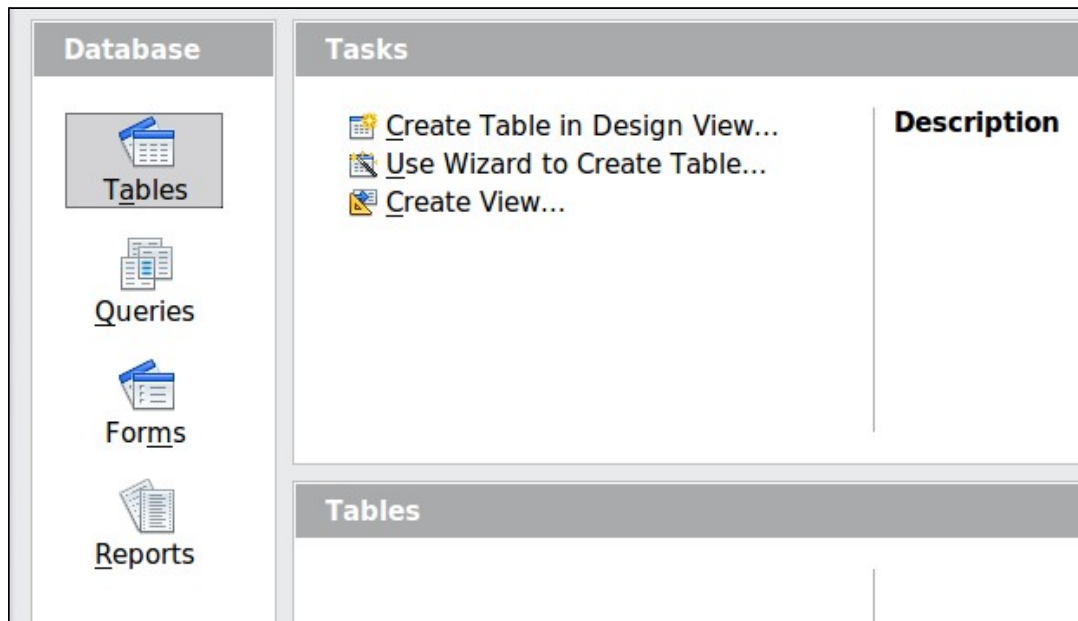 Database
Tables
Queries
Forms
Reports
Tasks
Create Table in Design View...
Use Wizard to Create Table...
Create View...
Description
Tables